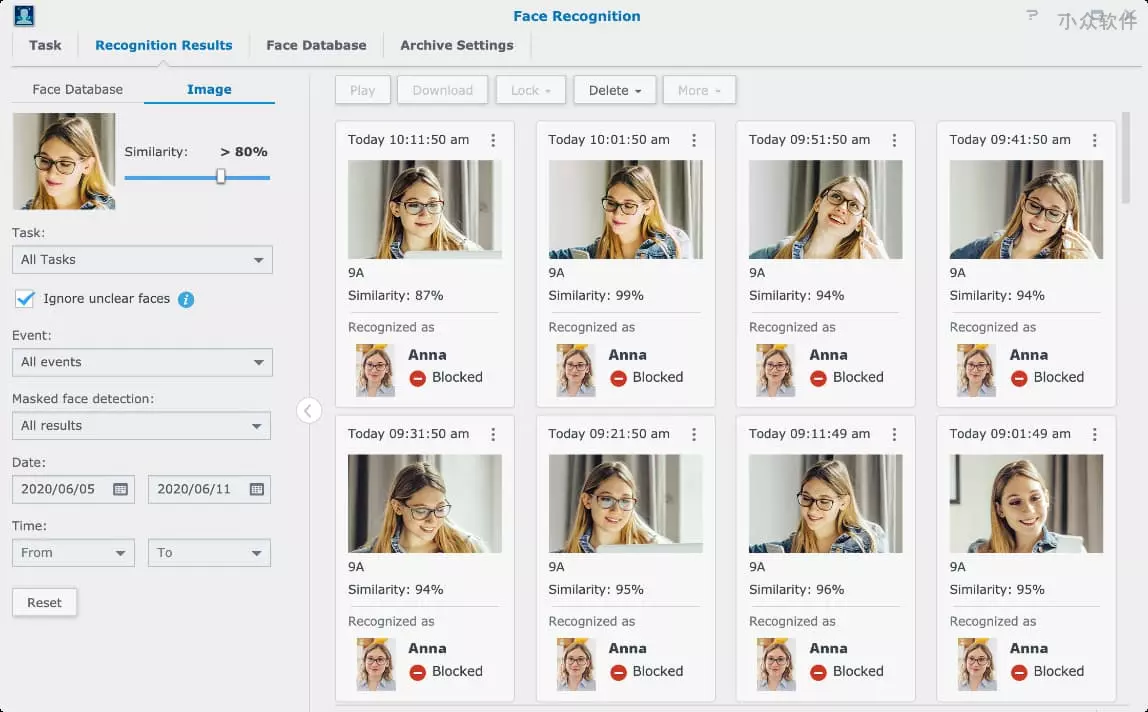 Face Recognition
小众软件
Task
Recognition Results
Face Database
Archive Settings
Face Database
Image
Similarity:
> 80%
Task:
All Tasks
Ignore unclear faces
Event:
All events
Masked face detection:
All results
Date:
2020/06/05
2020/06/11
Time:
From
To
Reset
Play
Download
Lock
Delete
More
Today 10:11:50 am
9A
Similarity: 87%
Recognized as
Anna
Blocked
Today 10:01:50 am
9A
Similarity: 99%
Recognized as
Anna
Blocked
Today 09:51:50 am
9A
Similarity: 94%
Recognized as
Anna
Blocked
Today 09:41:50 am
9A
Similarity: 94%
Recognized as
Anna
Blocked
Today 09:31:50 am
9A
Similarity: 94%
Recognized as
Anna
Blocked
Today 09:21:50 am
9A
Similarity: 95%
Recognized as
Anna
Blocked
Today 09:11:49 am
9A
Similarity: 96%
Recognized as
Anna
Blocked
Today 09:01:49 am
9A
Similarity: 95%
Recognized as
Anna
Blocked